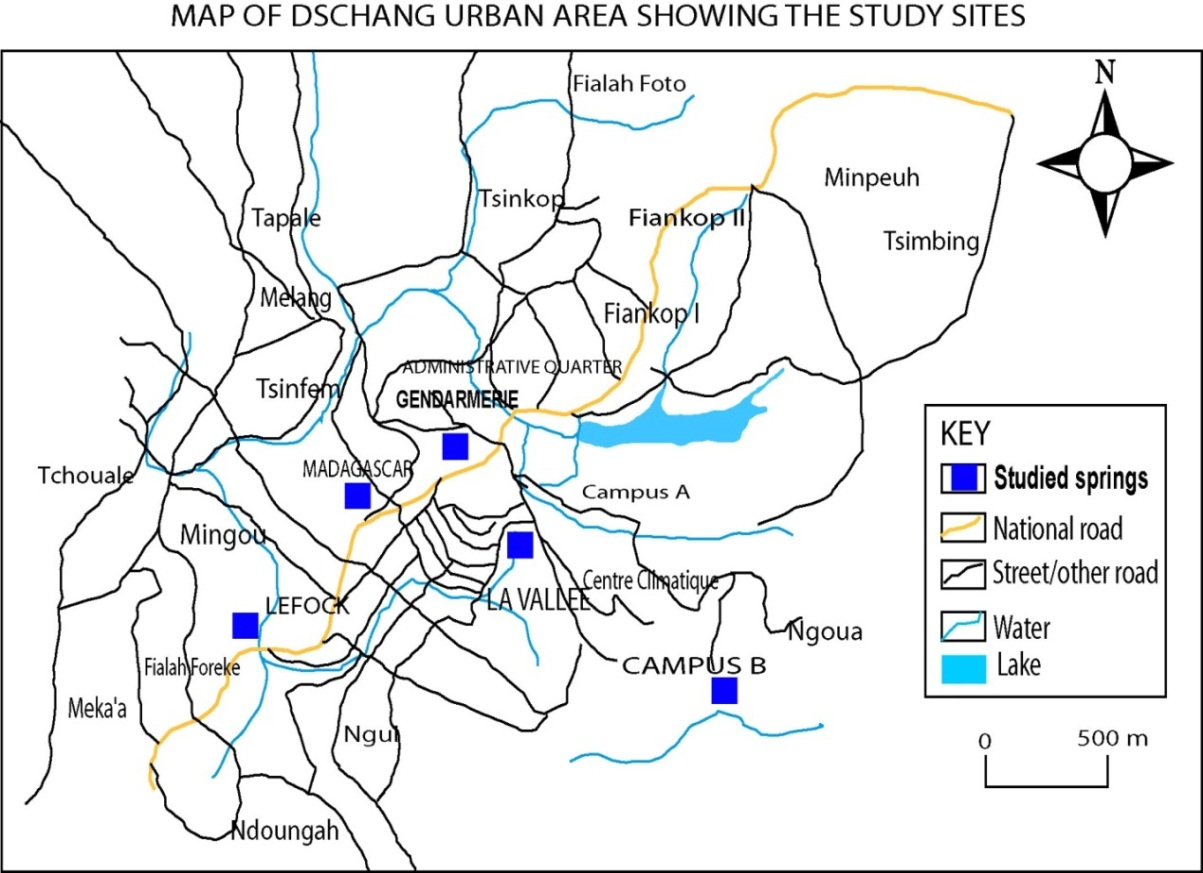 MAP OF DSCHANG URBAN AREA SHOWING THE STUDY SITES
Fialah Foto
N
Minpeuh
Tsinkop
Tapale
Fiankop II
Tsimbing
Melang
Fiankop I
ADMINISTRATIVE QUARTER
Tsinfem
GENDARMERIE
KEY
MADAGASCAR
Tchouale
Studied springs
Campus A
National road
Mingou
Street/other road
Centre Climatique
LA VALLEE
LEFOCK
Water
Ngoua
Fialah Foreke
CAMPUS B
Lake
Meka'a
Ngui
0
500 m
Ndoungah